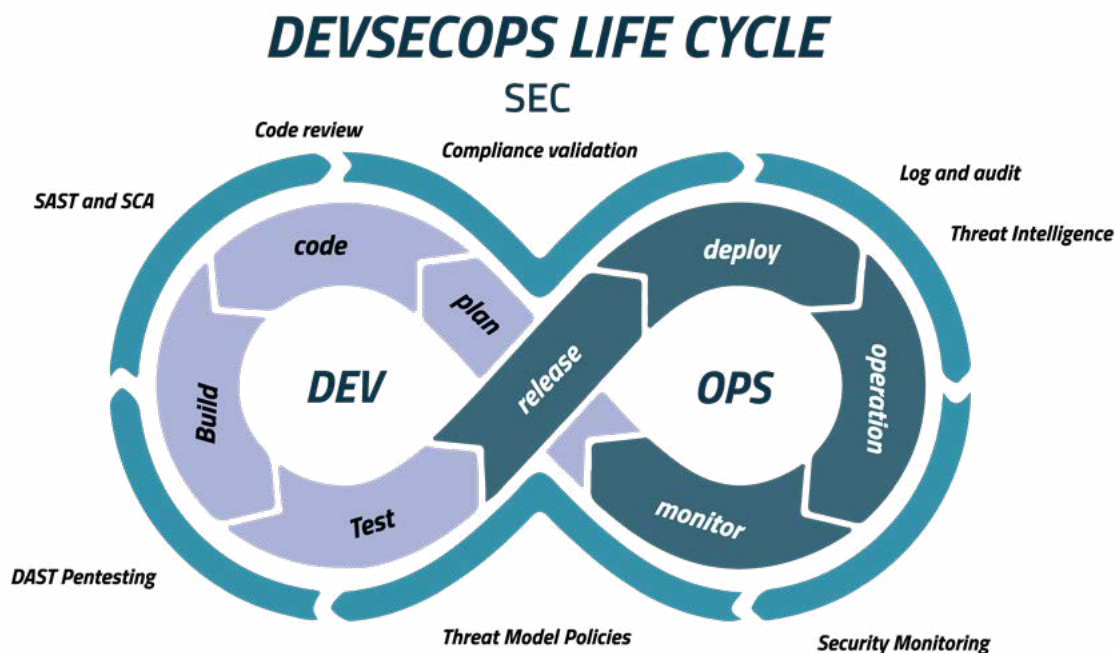 DEVSECOPS LIFE CYCLE
SEC
Code review
Compliance validation
Log and audit
SAST and SCA
Threat Intelligence
code
deploy
plan
release
operation
DEV
OPS
Build
Test
monitor
DAST Pentesting
Threat Model Policies
Security Monitoring